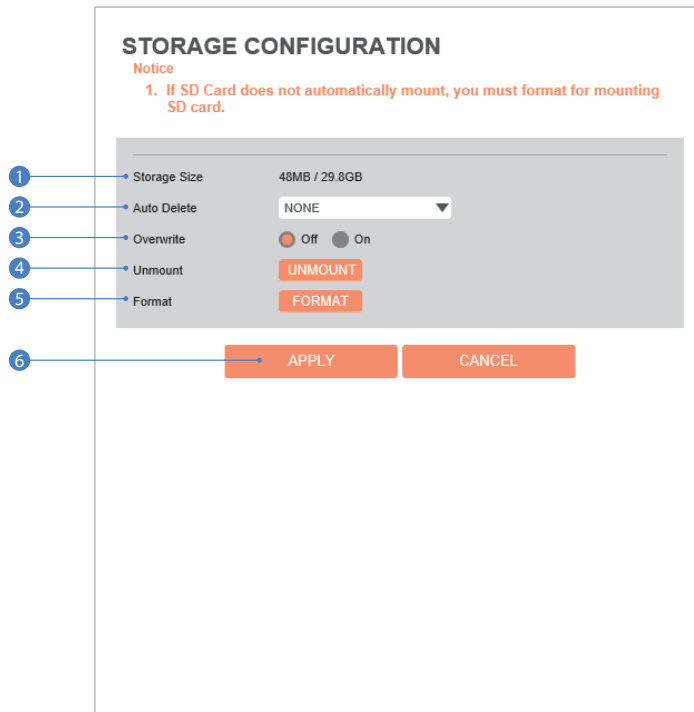 STORAGE CONFIGURATION
Notice
1. If SD Card does not automatically mount, you must format for mounting
SD card.
1 Storage Size 48MB / 29.8GB
2 Auto Delete NONE
3 Overwrite Off On
4 Unmount UNMOUNT
5 Format FORMAT
6 APPLY CANCEL